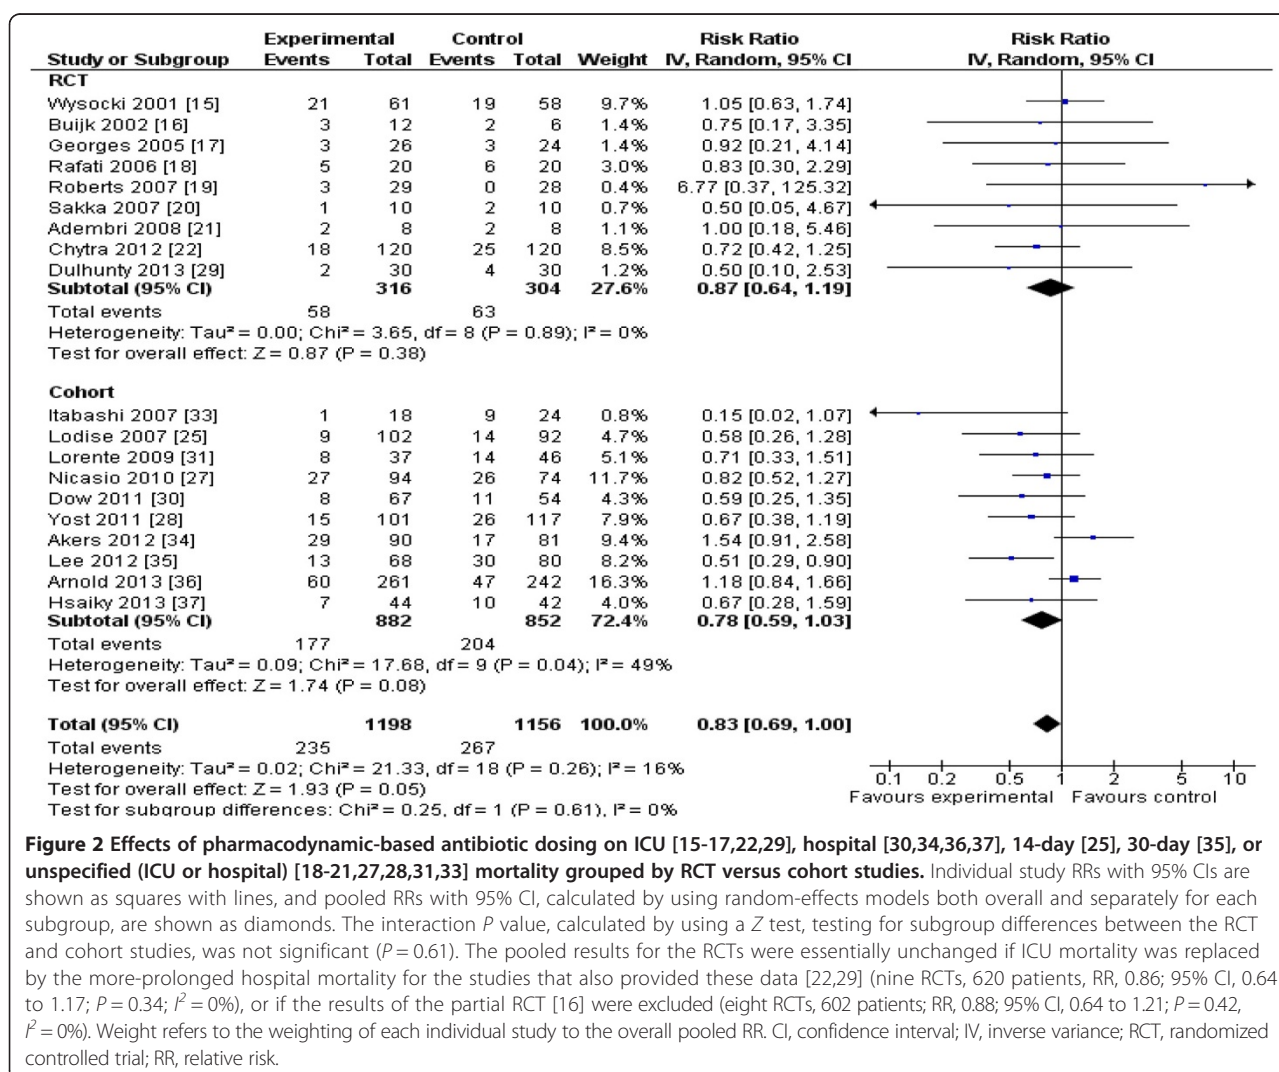 Experimental Control Risk Ratio Risk Ratio
Study or Subgroup Events Total Events Total Weight IV, Random, 95% CI IV, Random, 95% CI
RCT
Wysocki 2001 [15] 21 61 19 58 9.7% 1.05 [0.63, 1.74]
Buijk 2002 [16] 3 12 2 6 1.4% 0.75 [0.17, 3.35]
Georges 2005 [17] 3 26 3 24 1.4% 0.92 [0.21, 4.14]
Rafati 2006 [18] 5 20 6 20 3.0% 0.83 [0.30, 2.29]
Roberts 2007 [19] 3 29 0 28 0.4% 6.77 [0.37, 125.32]
Sakka 2007 [20] 1 10 2 10 0.7% 0.50 [0.05, 4.67]
Adembri 2008 [21] 2 8 2 8 1.1% 1.00 [0.18, 5.46]
Chytra 2012 [22] 18 120 25 120 8.5% 0.72 [0.42, 1.25]
Dulhunty 2013 [29] 2 30 4 30 1.2% 0.50 [0.10, 2.53]
Subtotal (95% CI) 316 304 27.6% 0.87 [0.64, 1.19]
Total events 58 63
Heterogeneity: Tau² = 0.00; Chi² = 3.65, df = 8 (P = 0.89); I² = 0%
Test for overall effect: Z = 0.87 (P = 0.38)
Cohort
Itabashi 2007 [33] 1 18 9 24 0.8% 0.15 [0.02, 1.07]
Lodise 2007 [25] 9 102 14 92 4.7% 0.58 [0.26, 1.28]
Lorente 2009 [31] 8 37 14 46 5.1% 0.71 [0.33, 1.51]
Nicasio 2010 [27] 27 94 26 74 11.7% 0.82 [0.52, 1.27]
Dow 2011 [30] 8 67 11 54 4.3% 0.59 [0.25, 1.35]
Yost 2011 [28] 15 101 26 117 7.9% 0.67 [0.38, 1.19]
Akers 2012 [34] 29 90 17 81 9.4% 1.54 [0.91, 2.58]
Lee 2012 [35] 13 68 30 80 8.2% 0.51 [0.29, 0.90]
Arnold 2013 [36] 60 261 47 242 16.3% 1.18 [0.84, 1.66]
Hsaiky 2013 [37] 7 44 10 42 4.0% 0.67 [0.28, 1.59]
Subtotal (95% CI) 882 852 72.4% 0.78 [0.59, 1.03]
Total events 177 204
Heterogeneity: Tau² = 0.09; Chi² = 17.68, df = 9 (P = 0.04); I² = 49%
Test for overall effect: Z = 1.74 (P = 0.08)
Total (95% CI) 1198 1156 100.0% 0.83 [0.69, 1.00]
Total events 235 267
Heterogeneity: Tau² = 0.02; Chi² = 21.33, df = 18 (P = 0.26); I² = 16%
Test for overall effect: Z = 1.93 (P = 0.05)
Test for subgroup differences: Chi² = 0.25, df = 1 (P = 0.61), I² = 0%
0.1 0.2 0.5 1 2 5 10
Favours experimental Favours control
Figure 2 Effects of pharmacodynamic-based antibiotic dosing on ICU [15-17,22,29], hospital [30,34,36,37], 14-day [25], 30-day [35], or
unspecified (ICU or hospital) [18-21,27,28,31,33] mortality grouped by RCT versus cohort studies. Individual study RRs with 95% CIs are
shown as squares with lines, and pooled RRs with 95% CI, calculated by using random-effects models both overall and separately for each
subgroup, are shown as diamonds. The interaction P value, calculated by using a Z test, testing for subgroup differences between the RCT
and cohort studies, was not significant (P = 0.61). The pooled results for the RCTs were essentially unchanged if ICU mortality was replaced
by the more-prolonged hospital mortality for the studies that also provided these data [22,29] (nine RCTs, 620 patients, RR, 0.86; 95% CI, 0.64
to 1.17; P = 0.34; I² = 0%), or if the results of the partial RCT [16] were excluded (eight RCTs, 602 patients; RR, 0.88; 95% CI, 0.64 to 1.21; P = 0.42,
I² = 0%). Weight refers to the weighting of each individual study to the overall pooled RR. CI, confidence interval; IV, inverse variance; RCT, randomized
controlled trial; RR, relative risk.